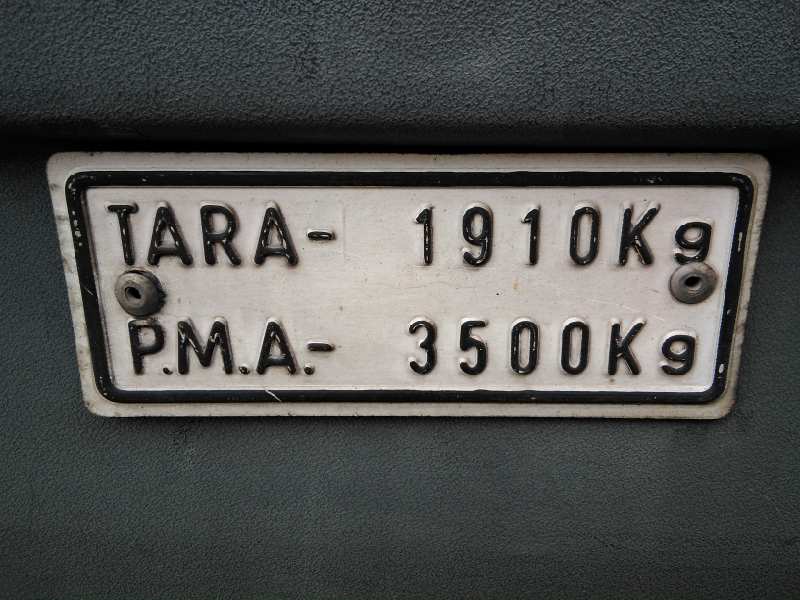 TARA- 1910Kg
P.M.A.- 3500Kg